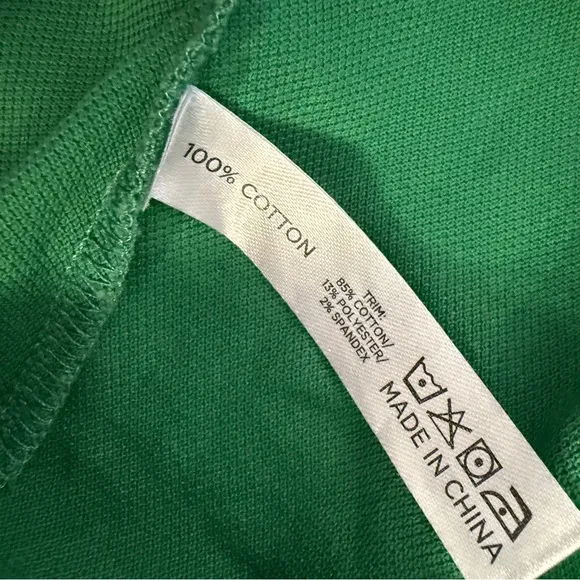 100% COTTON
TRIM:
85% COTTON/
13% POLYESTER/
2% SPANDEX
MADE IN CHINA